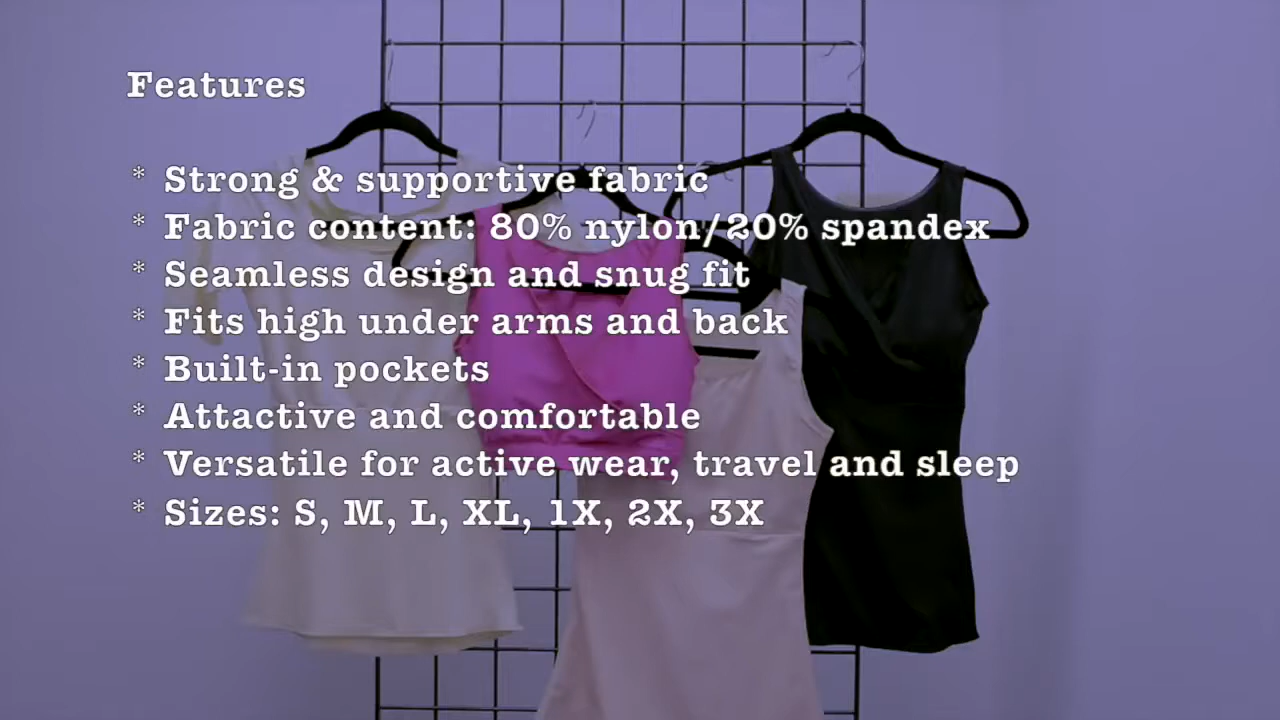 Features
* Strong & supportive fabric
* Fabric content: 80% nylon/20% spandex
* Seamless design and snug fit
* Fits high under arms and back
* Built-in pockets
* Attactive and comfortable
* Versatile for active wear, travel and sleep
* Sizes: S, M, L, XL, 1X, 2X, 3X